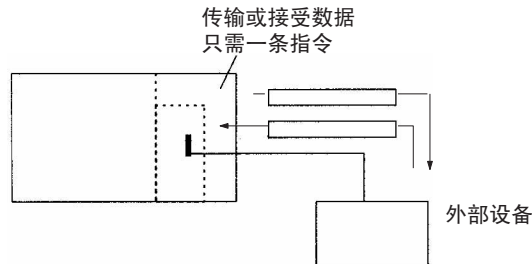 传输或接受数据
只需一条指令
外部设备